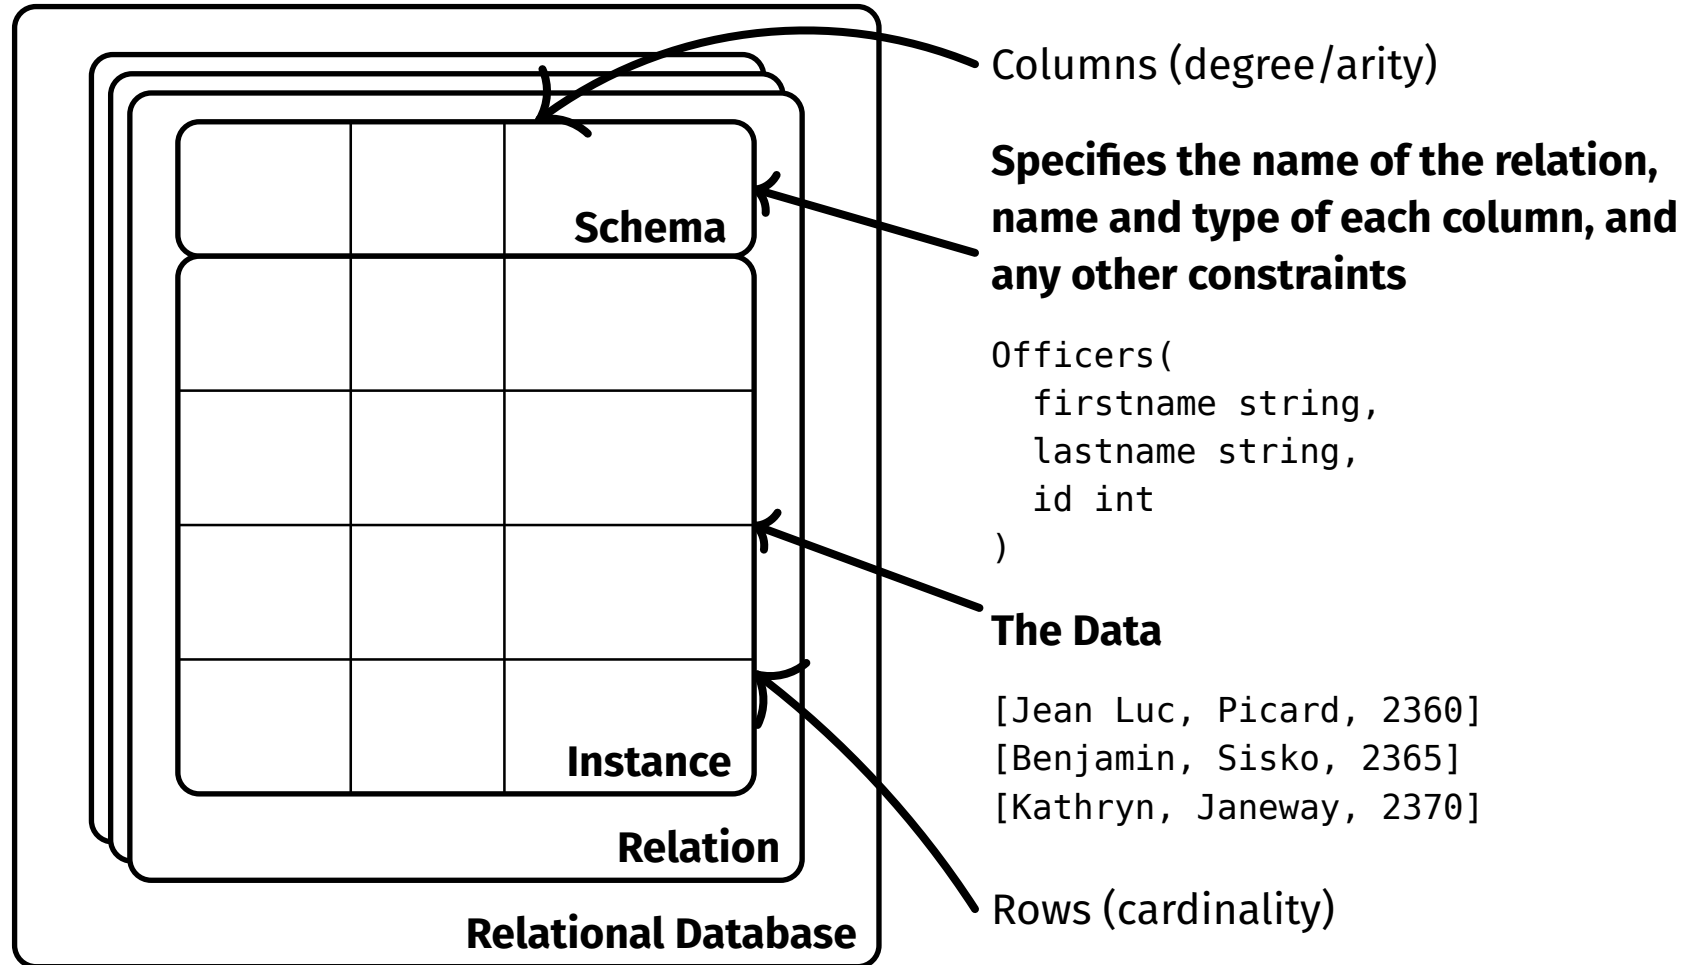 Columns (degree/arity)
Specifies the name of the relation,
name and type of each column, and
any other constraints
Schema
Officers(
  firstname string,
  lastname string,
  id int
)
The Data
[Jean Luc, Picard, 2360]
[Benjamin, Sisko, 2365]
[Kathryn, Janeway, 2370]
Instance
Relation
Rows (cardinality)
Relational Database